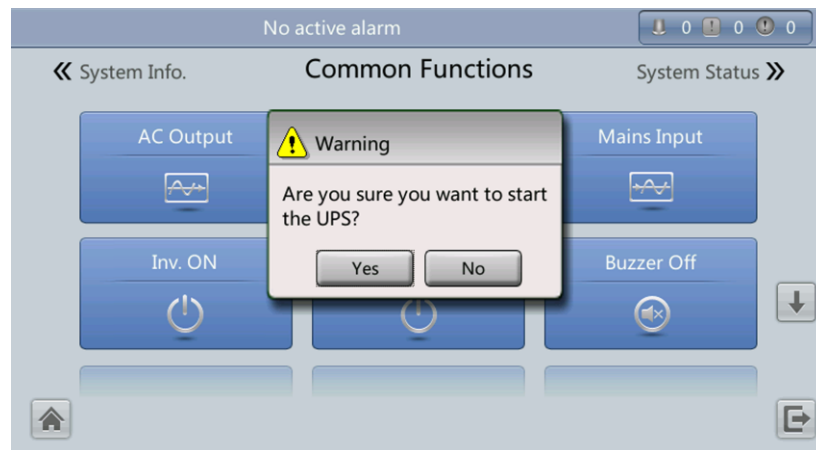 No active alarm
0 0 0
System Info.
Common Functions
System Status
AC Output
Mains Input
Warning
Are you sure you want to start
the UPS?
Yes
No
Inv. ON
Buzzer Off